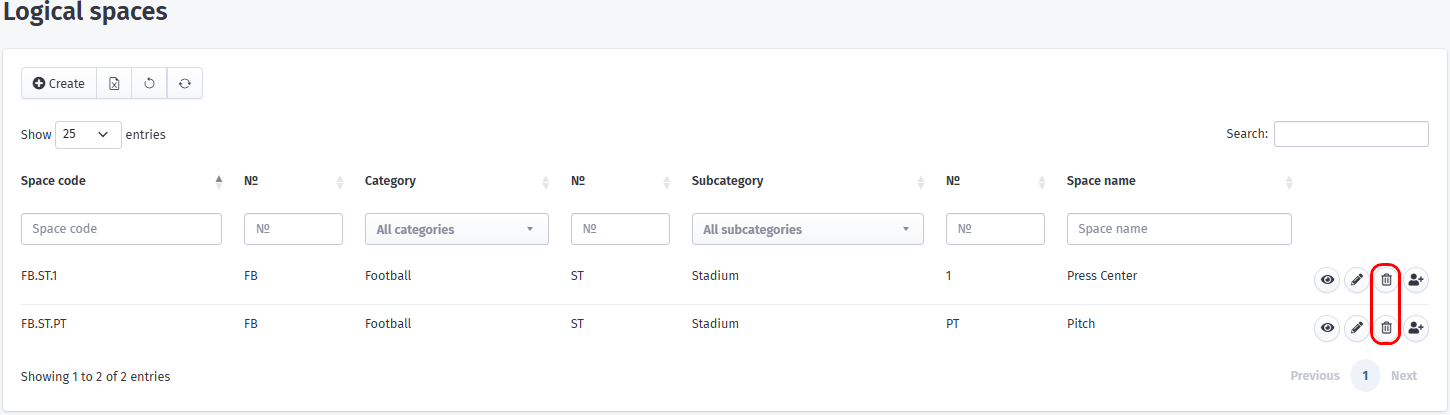 Logical spaces
Create
Show 25 entries
Search:
Space code № Category № Subcategory № Space name
Space code № All categories № All subcategories № Space name
FB.ST.1 FB Football ST Stadium 1 Press Center
FB.ST.PT FB Football ST Stadium PT Pitch
Showing 1 to 2 of 2 entries
Previous 1 Next